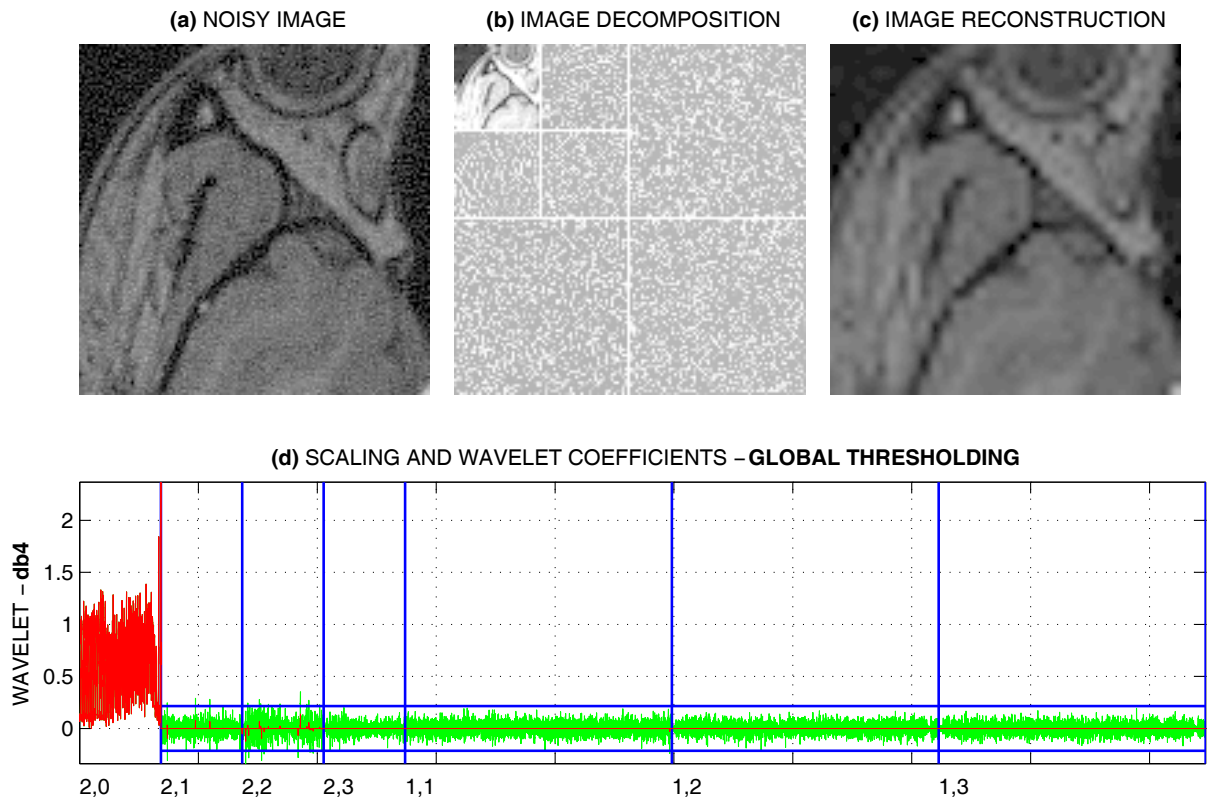 (a) NOISY IMAGE
(b) IMAGE DECOMPOSITION
(c) IMAGE RECONSTRUCTION
(d) SCALING AND WAVELET COEFFICIENTS – GLOBAL THRESHOLDING
WAVELET – db4
2
1.5
1
0.5
0
2,0 2,1 2,2 2,3 1,1 1,2 1,3